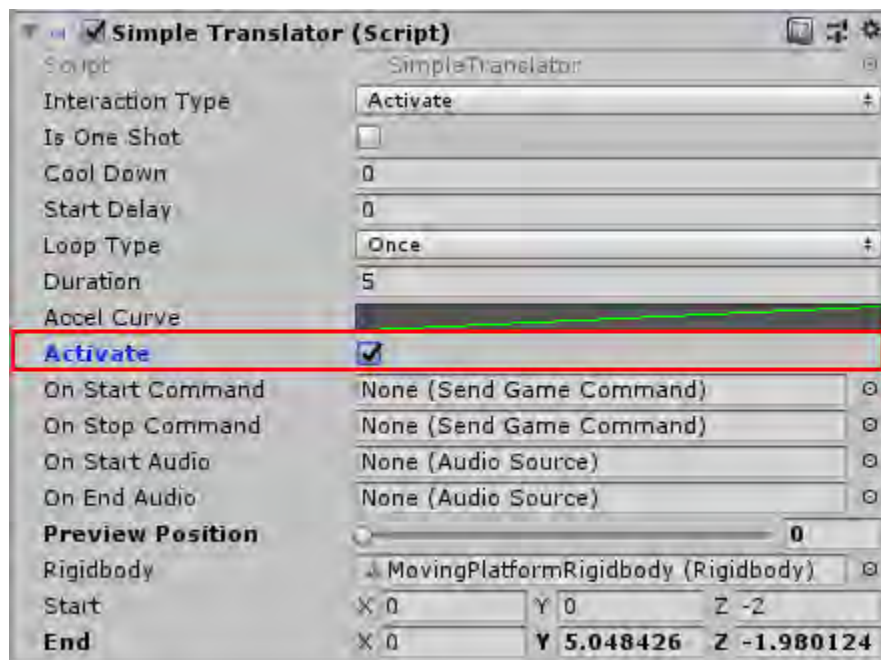 Simple Translator (Script)
Script SimpleTranslator
Interaction Type Activate
Is One Shot
Cool Down 0
Start Delay 0
Loop Type Once
Duration 5
Accel Curve
Activate
On Start Command None (Send Game Command)
On Stop Command None (Send Game Command)
On Start Audio None (Audio Source)
On End Audio None (Audio Source)
Preview Position 0
Rigidbody MovingPlatformRigidbody (Rigidbody)
Start X 0 Y 0 Z -2
End X 0 Y 5.048426 Z -1.980124